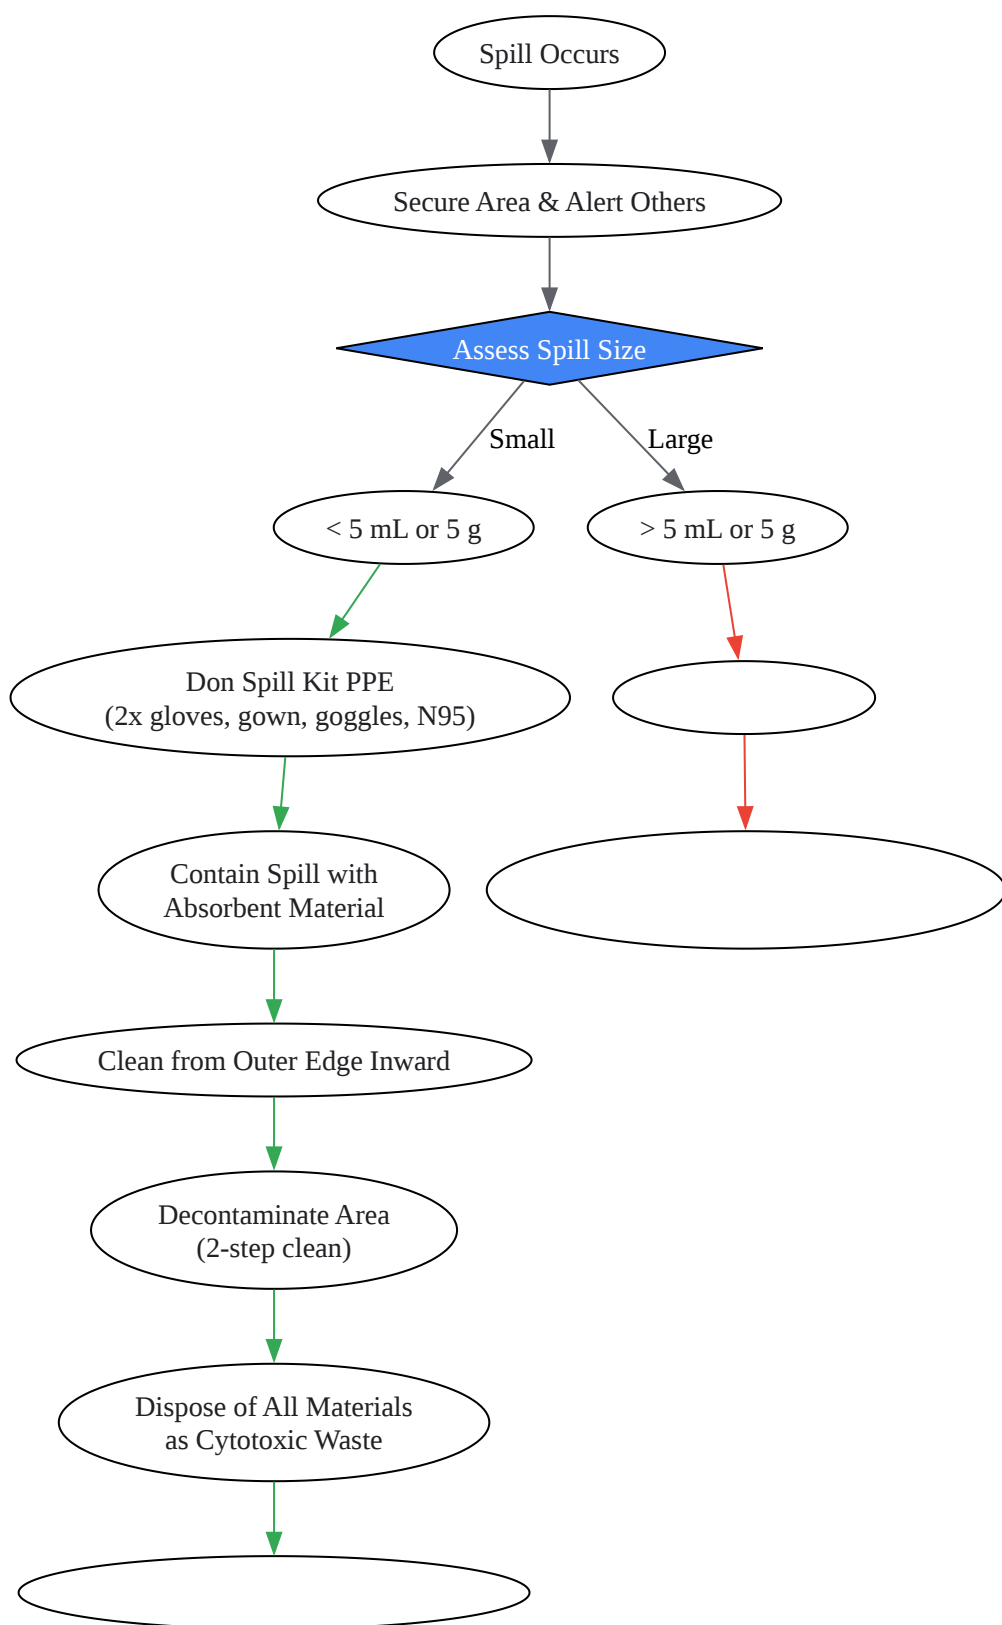 Spill Occurs
Secure Area & Alert Others
Assess Spill Size
Small
Large
< 5 mL or 5 g
> 5 mL or 5 g
Don Spill Kit PPE
(2x gloves, gown, goggles, N95)
Contain Spill with
Absorbent Material
Clean from Outer Edge Inward
Decontaminate Area
(2-step clean)
Dispose of All Materials
as Cytotoxic Waste